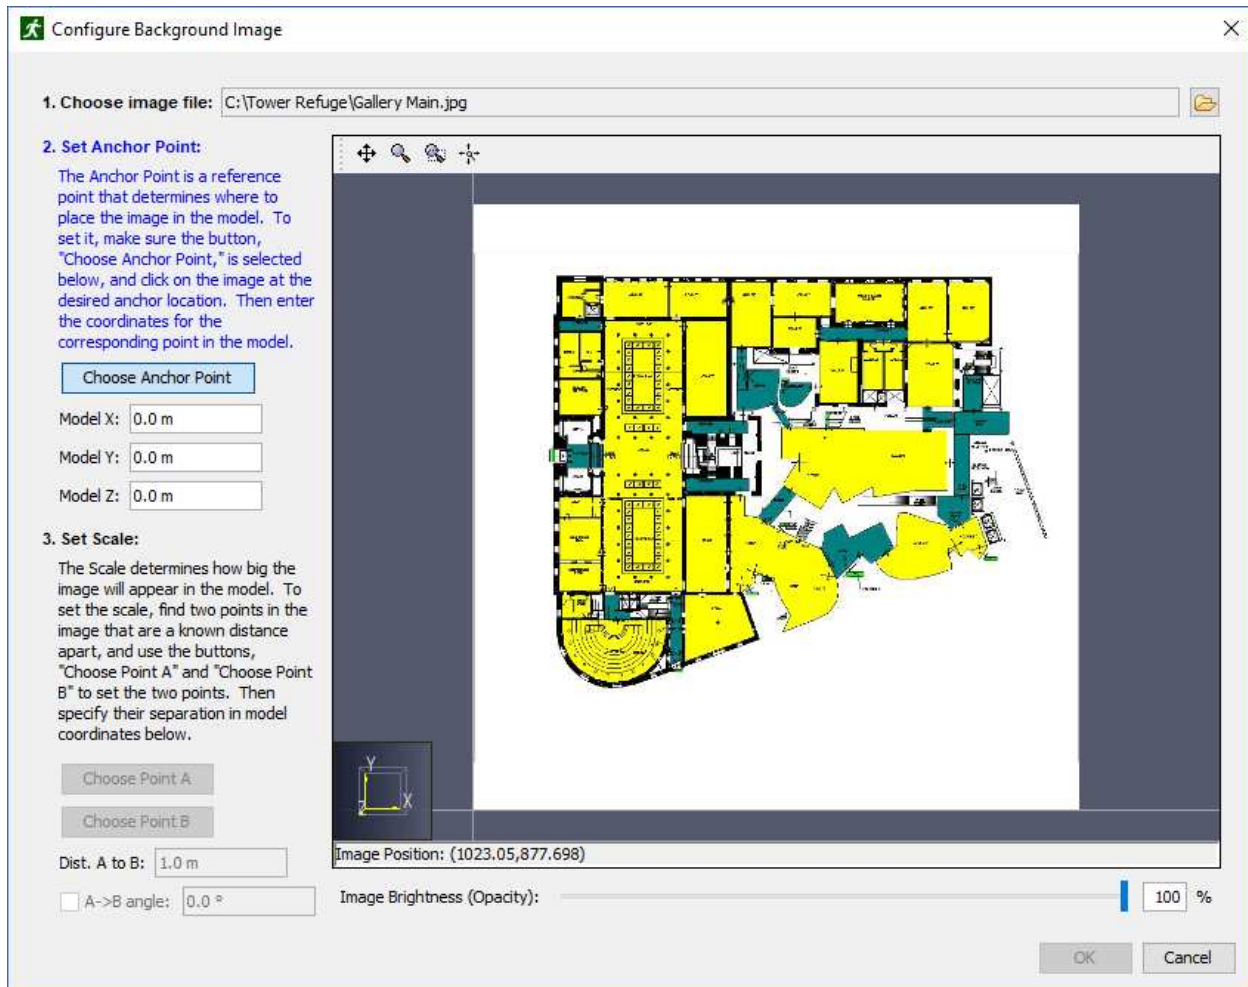 Configure Background Image
1. Choose image file: C:\Tower Refuge\Gallery Main.jpg
2. Set Anchor Point:
The Anchor Point is a reference
point that determines where to
place the image in the model. To
set it, make sure the button,
"Choose Anchor Point," is selected
below, and click on the image at the
desired anchor location. Then enter
the coordinates for the
corresponding point in the model.
Choose Anchor Point
Model X: 0.0 m
Model Y: 0.0 m
Model Z: 0.0 m
3. Set Scale:
The Scale determines how big the
image will appear in the model. To
set the scale, find two points in the
image that are a known distance
apart, and use the buttons,
"Choose Point A" and "Choose Point
B" to set the two points. Then
specify their separation in model
coordinates below.
Choose Point A
Choose Point B
Dist. A to B: 1.0 m
A->B angle: 0.0 °
Y
Z
X
Image Position: (1023.05,877.698)
Image Brightness (Opacity): 100 %
OK
Cancel